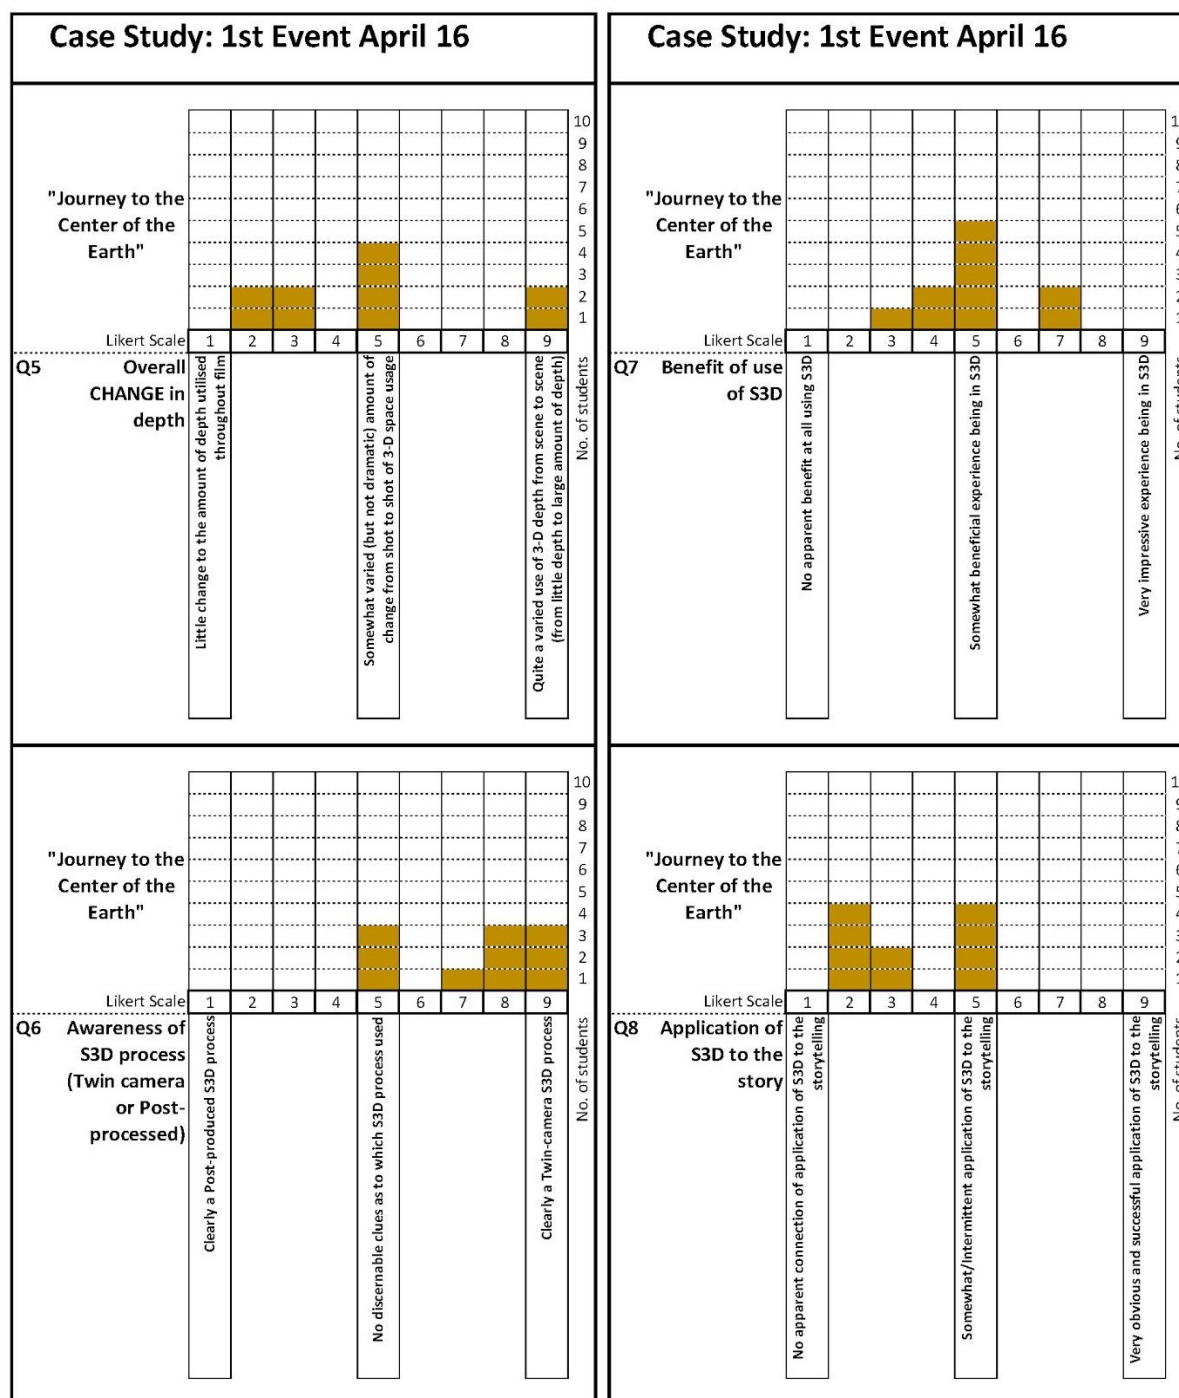 Case Study: 1st Event April 16
"Journey to the
Center of the
Earth"
10
9
8
7
6
5
4
3
2
1
Likert Scale 1 2 3 4 5 6 7 8 9
Q5 Overall
CHANGE in
depth
Little change to the amount of depth utilised
throughout film
Somewhat varied (but not dramatic) amount of
change from shot to shot of 3-D space usage
Quite a varied use of 3-D depth from scene to scene
(from little depth to large amount of depth)
No. of students
"Journey to the
Center of the
Earth"
10
9
8
7
6
5
4
3
2
1
Likert Scale 1 2 3 4 5 6 7 8 9
Q6 Awareness of
S3D process
(Twin camera
or Post-
processed)
Clearly a Post-produced S3D process
No discernable clues as to which S3D process used
Clearly a Twin-camera S3D process
No. of students
Case Study: 1st Event April 16
"Journey to the
Center of the
Earth"
Likert Scale 1 2 3 4 5 6 7 8 9
Q7 Benefit of use
of S3D
No apparent benefit at all using S3D
Somewhat beneficial experience being in S3D
Very impressive experience being in S3D
No. of students
"Journey to the
Center of the
Earth"
Likert Scale 1 2 3 4 5 6 7 8 9
Q8 Application of
S3D to the
story
No apparent connection of application of S3D to the
storytelling
Somewhat/Intermittent application of S3D to the
storytelling
Very obvious and successful application of S3D to the
storytelling
No. of students